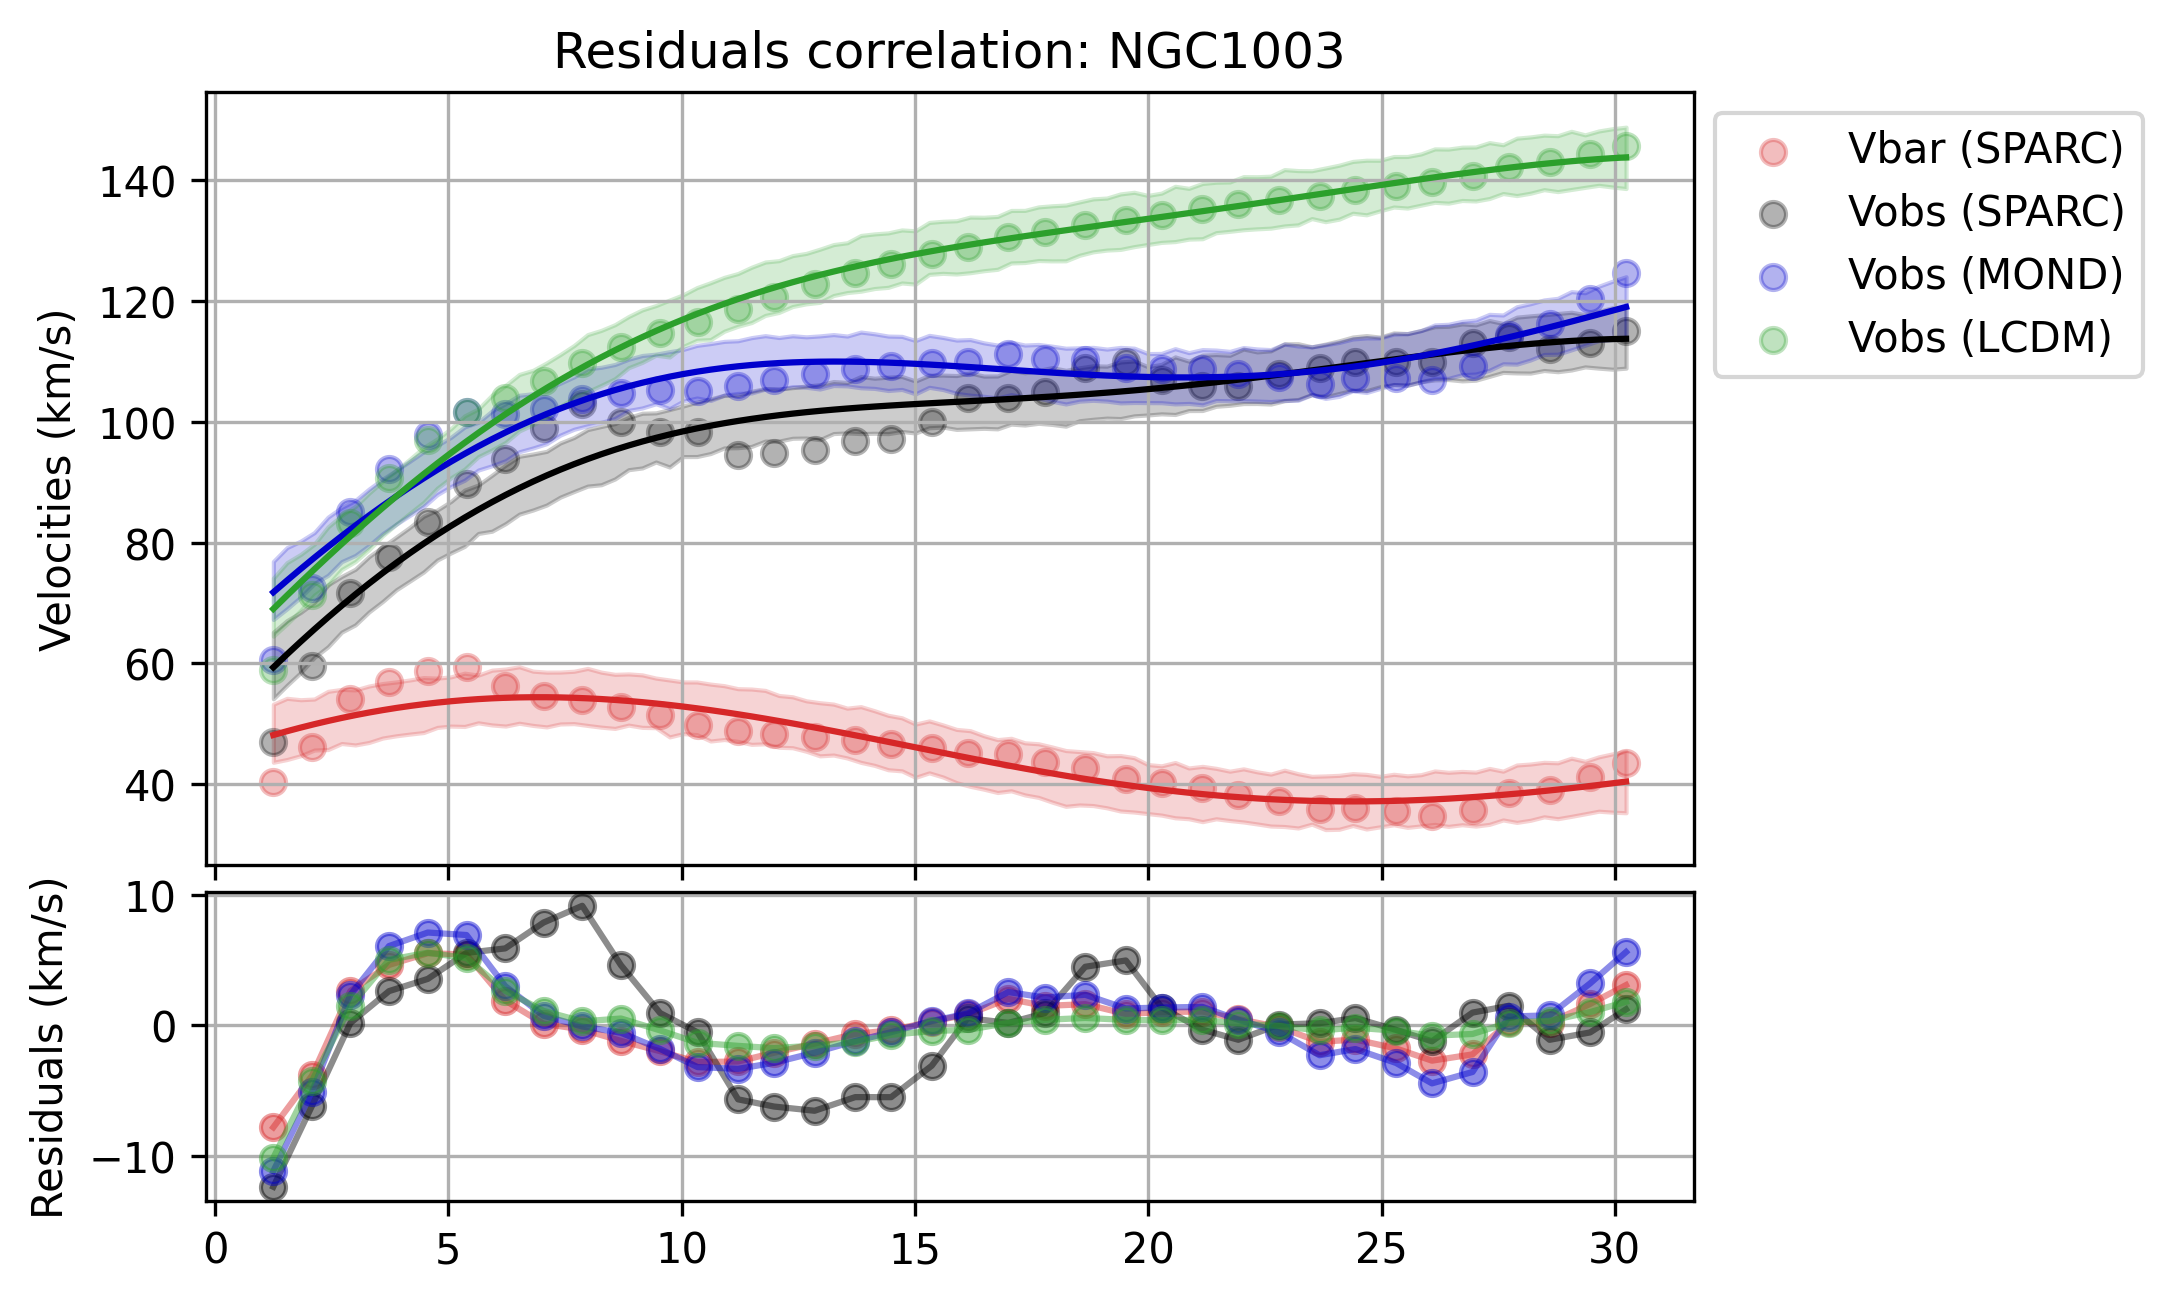 Residuals correlation: NGC1003
Velocities (km/s)
140
120
100
80
60
40
Vbar (SPARC)
Vobs (SPARC)
Vobs (MOND)
Vobs (LCDM)
Residuals (km/s)
10
0
−10
0 5 10 15 20 25 30